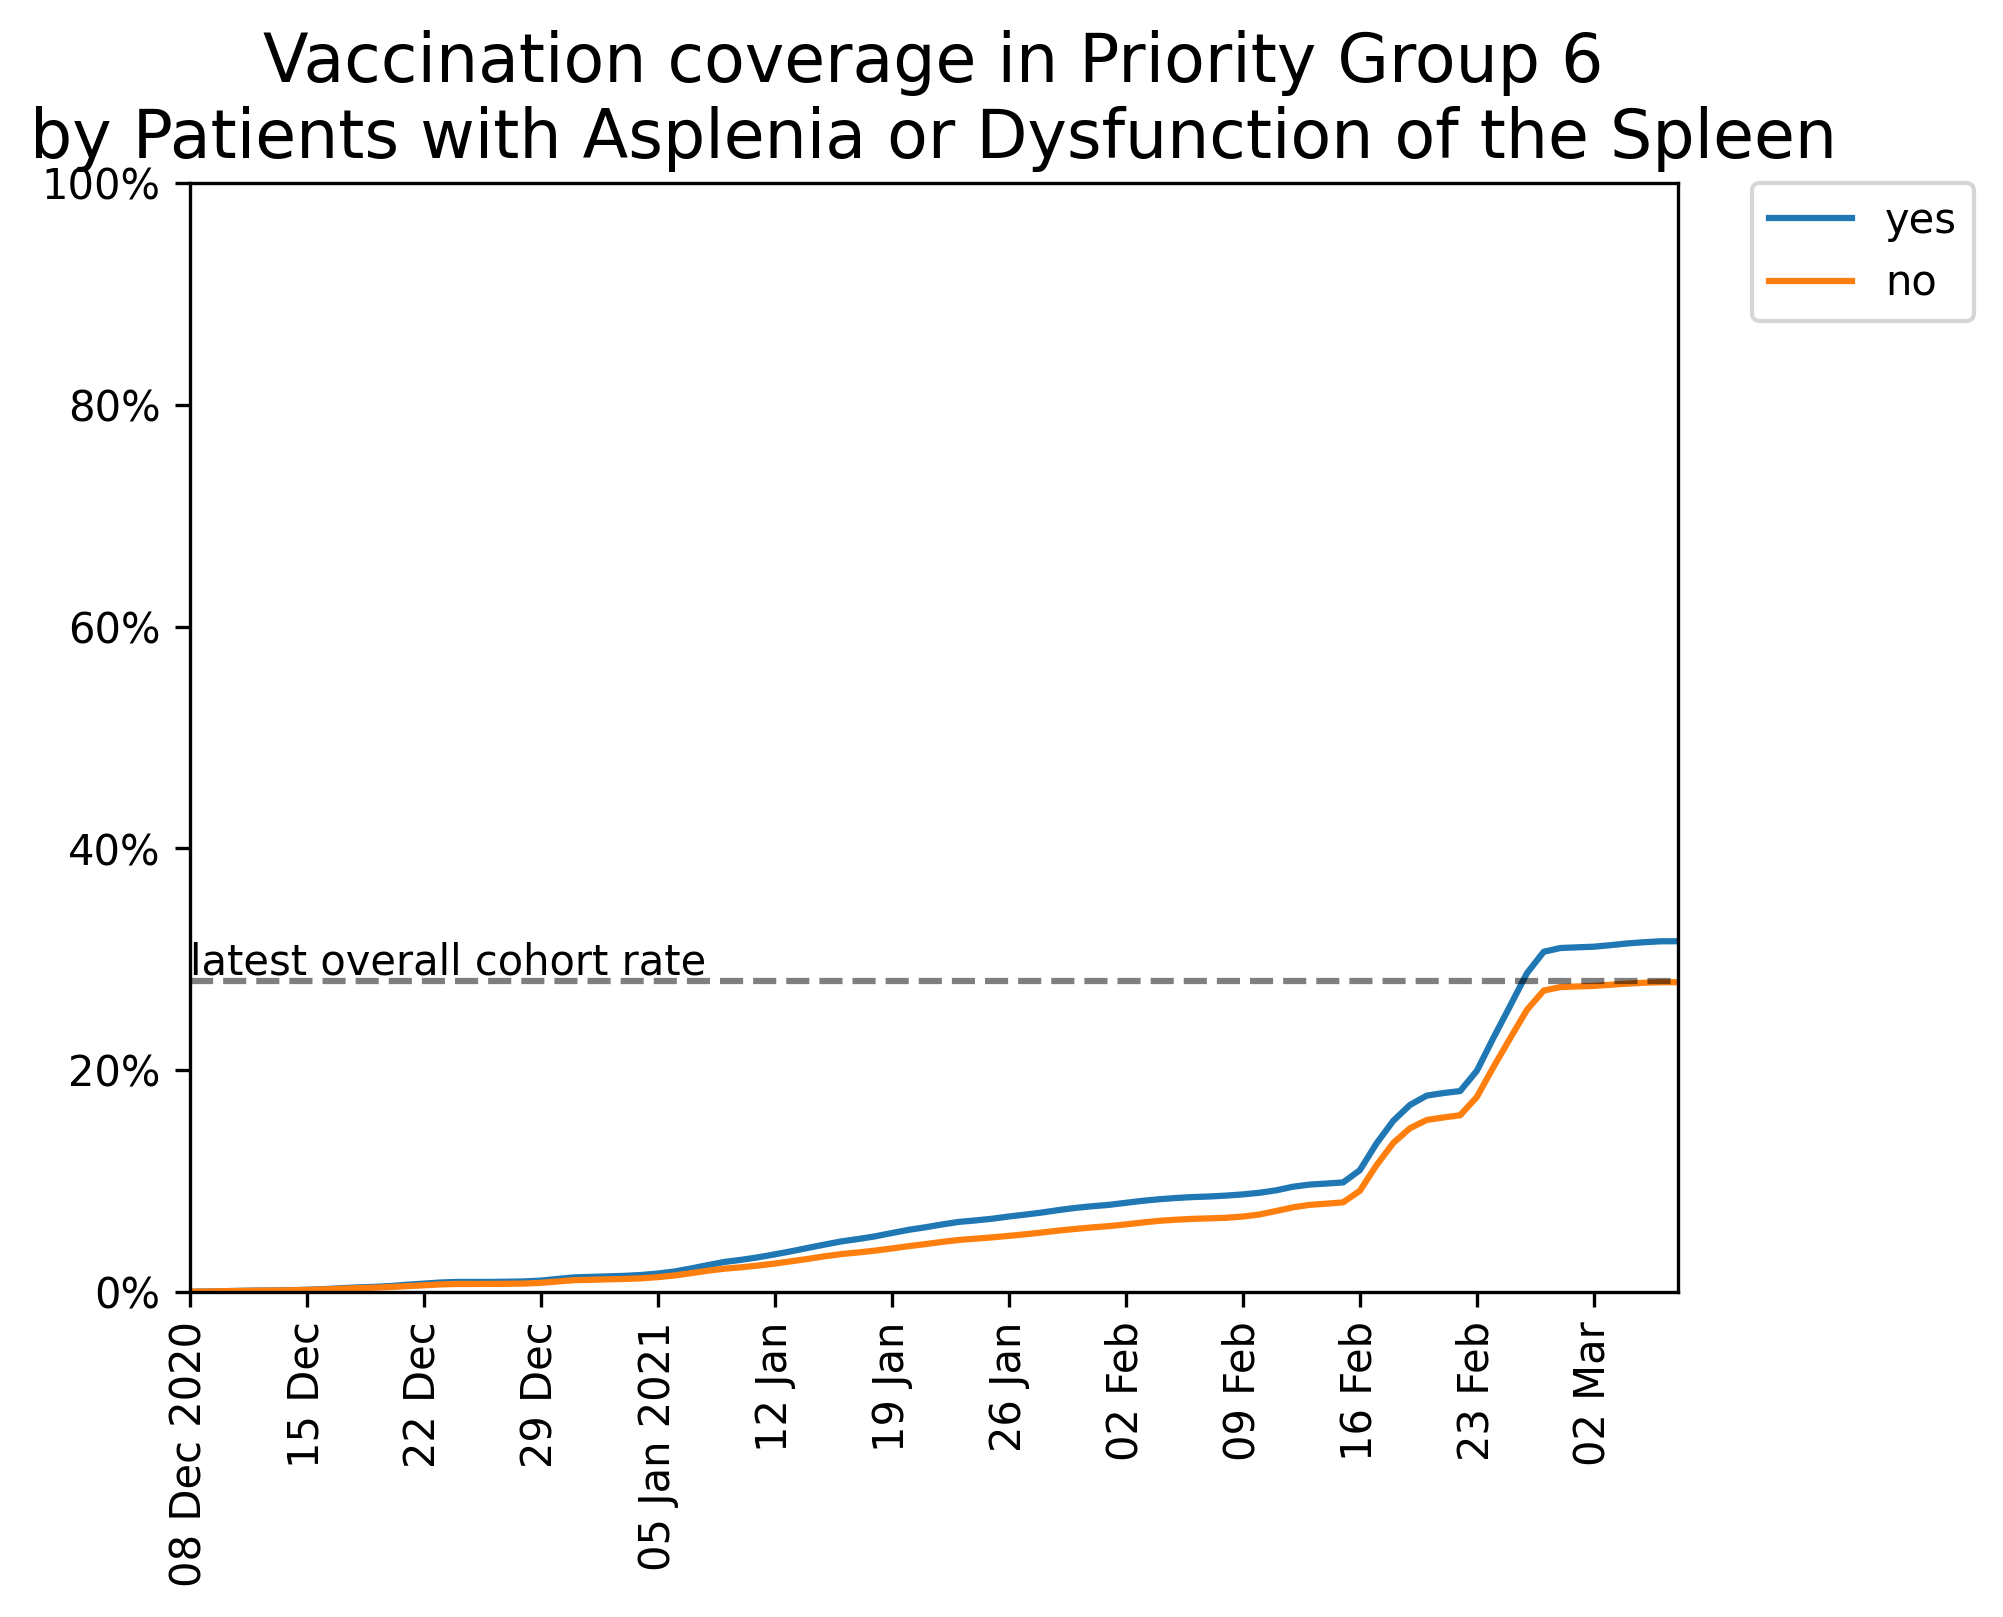 Vaccination coverage in Priority Group 6
by Patients with Asplenia or Dysfunction of the Spleen
100%
80%
60%
40%
20%
0%
latest overall cohort rate
yes
no
08 Dec 2020
15 Dec
22 Dec
29 Dec
05 Jan 2021
12 Jan
19 Jan
26 Jan
02 Feb
09 Feb
16 Feb
23 Feb
02 Mar